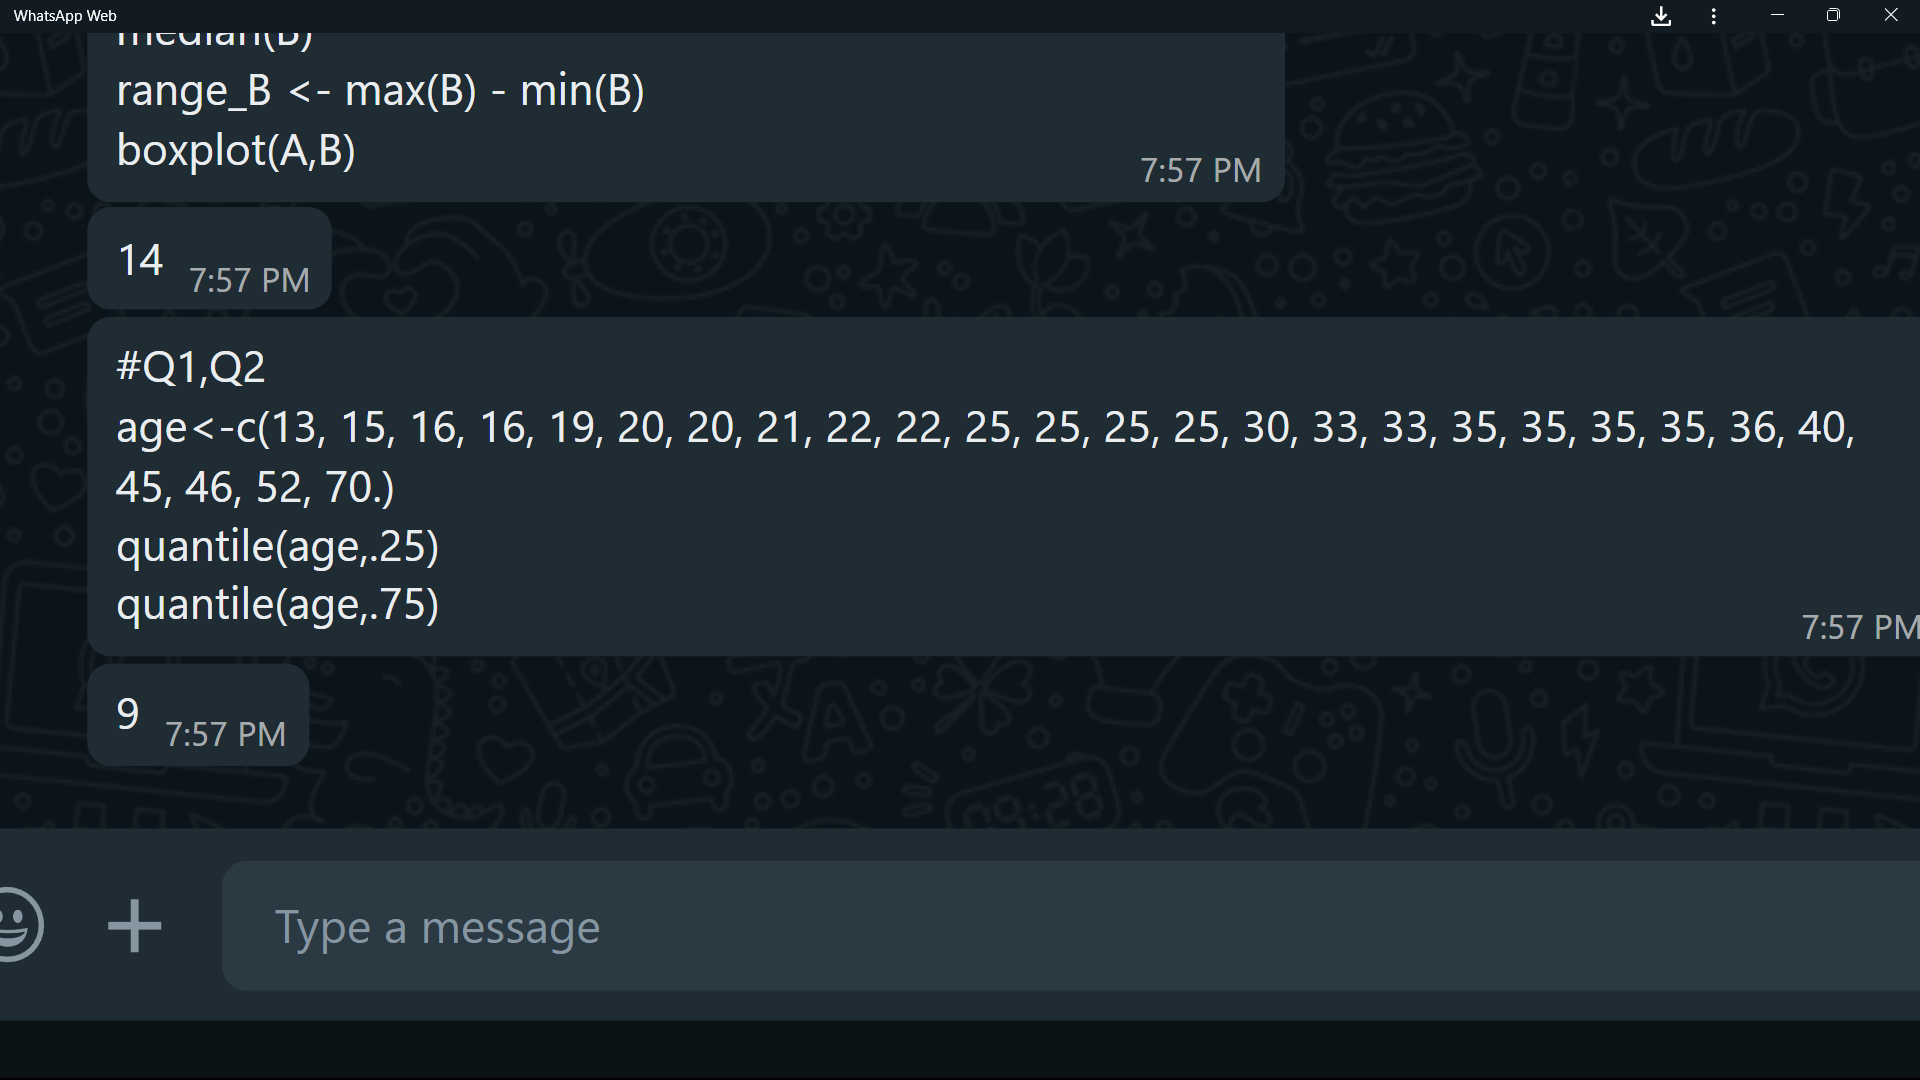 WhatsApp Web
median(B)
range_B <- max(B) - min(B)
boxplot(A,B)
7:57 PM
14
7:57 PM
#Q1,Q2
age<-c(13, 15, 16, 16, 19, 20, 20, 21, 22, 22, 25, 25, 25, 25, 30, 33, 33, 35, 35, 35, 35, 36, 40,
45, 46, 52, 70.)
quantile(age,.25)
quantile(age,.75)
7:57 PM
9
7:57 PM
09:28
Type a message